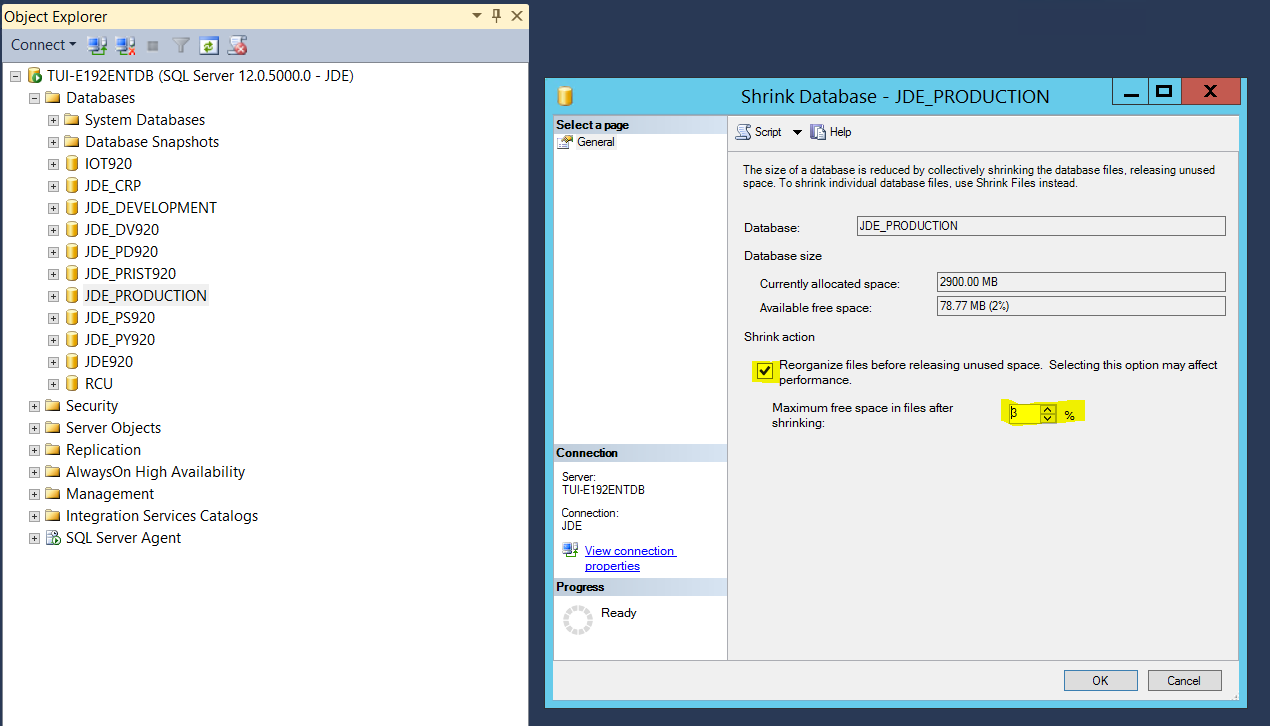 Object Explorer
Connect
TUI-E192ENTDB (SQL Server 12.0.5000.0 - JDE)
Databases
System Databases
Database Snapshots
IOT920
JDE_CRP
JDE_DEVELOPMENT
JDE_DV920
JDE_PD920
JDE_PRIST920
JDE_PRODUCTION
JDE_PS920
JDE_PY920
JDE920
RCU
Security
Server Objects
Replication
AlwaysOn High Availability
Management
Integration Services Catalogs
SQL Server Agent
Shrink Database - JDE_PRODUCTION
Select a page
General
Connection
Server:
TUI-E192ENTDB
Connection:
JDE
View connection
properties
Progress
Ready
Script
Help
The size of a database is reduced by collectively shrinking the database files, releasing unused
space. To shrink individual database files, use Shrink Files instead.
Database:
JDE_PRODUCTION
Database size
Currently allocated space:
2900.00 MB
Available free space:
78.77 MB (2%)
Shrink action
Reorganize files before releasing unused space. Selecting this option may affect
performance.
Maximum free space in files after
shrinking:
3 %
OK
Cancel